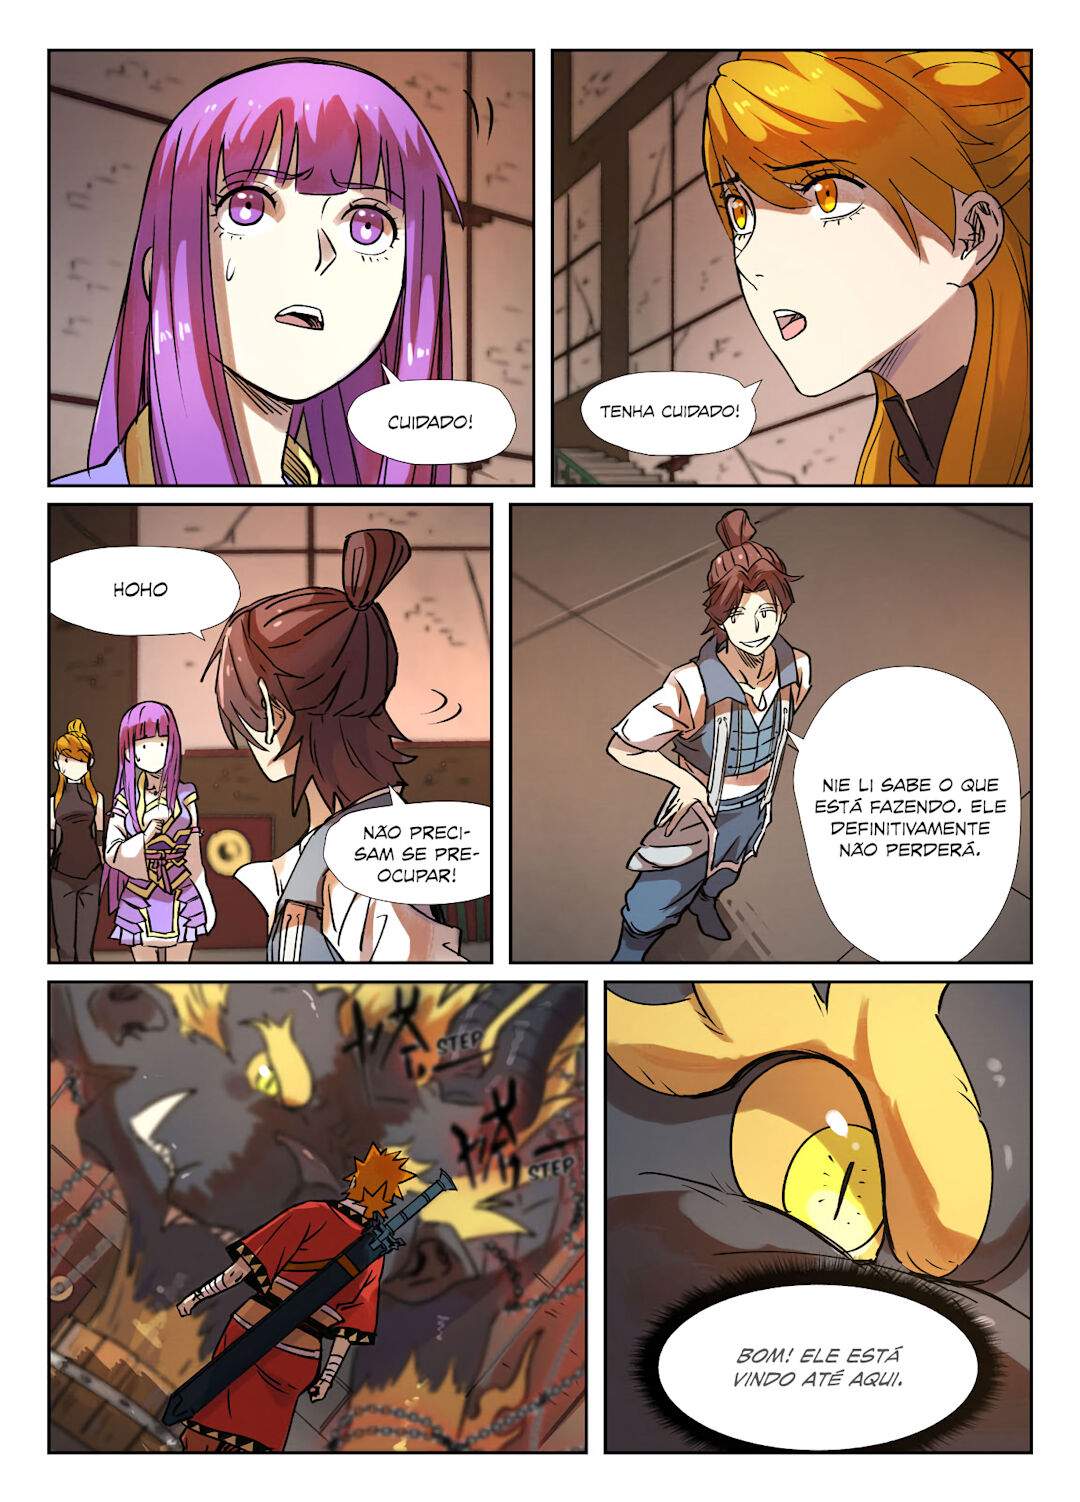 CUIDADO!
TENHA CUIDADO!
HOHO
NÃO PRECI-
SAM SE PRE-
OCUPAR!
NIE LI SABE O QUE
ESTÁ FAZENDO. ELE
DEFINITIVAMENTE
NÃO PERDERÁ.
STEP
STEP
BOM! ELE ESTÁ
VINDO ATÉ AQUI.